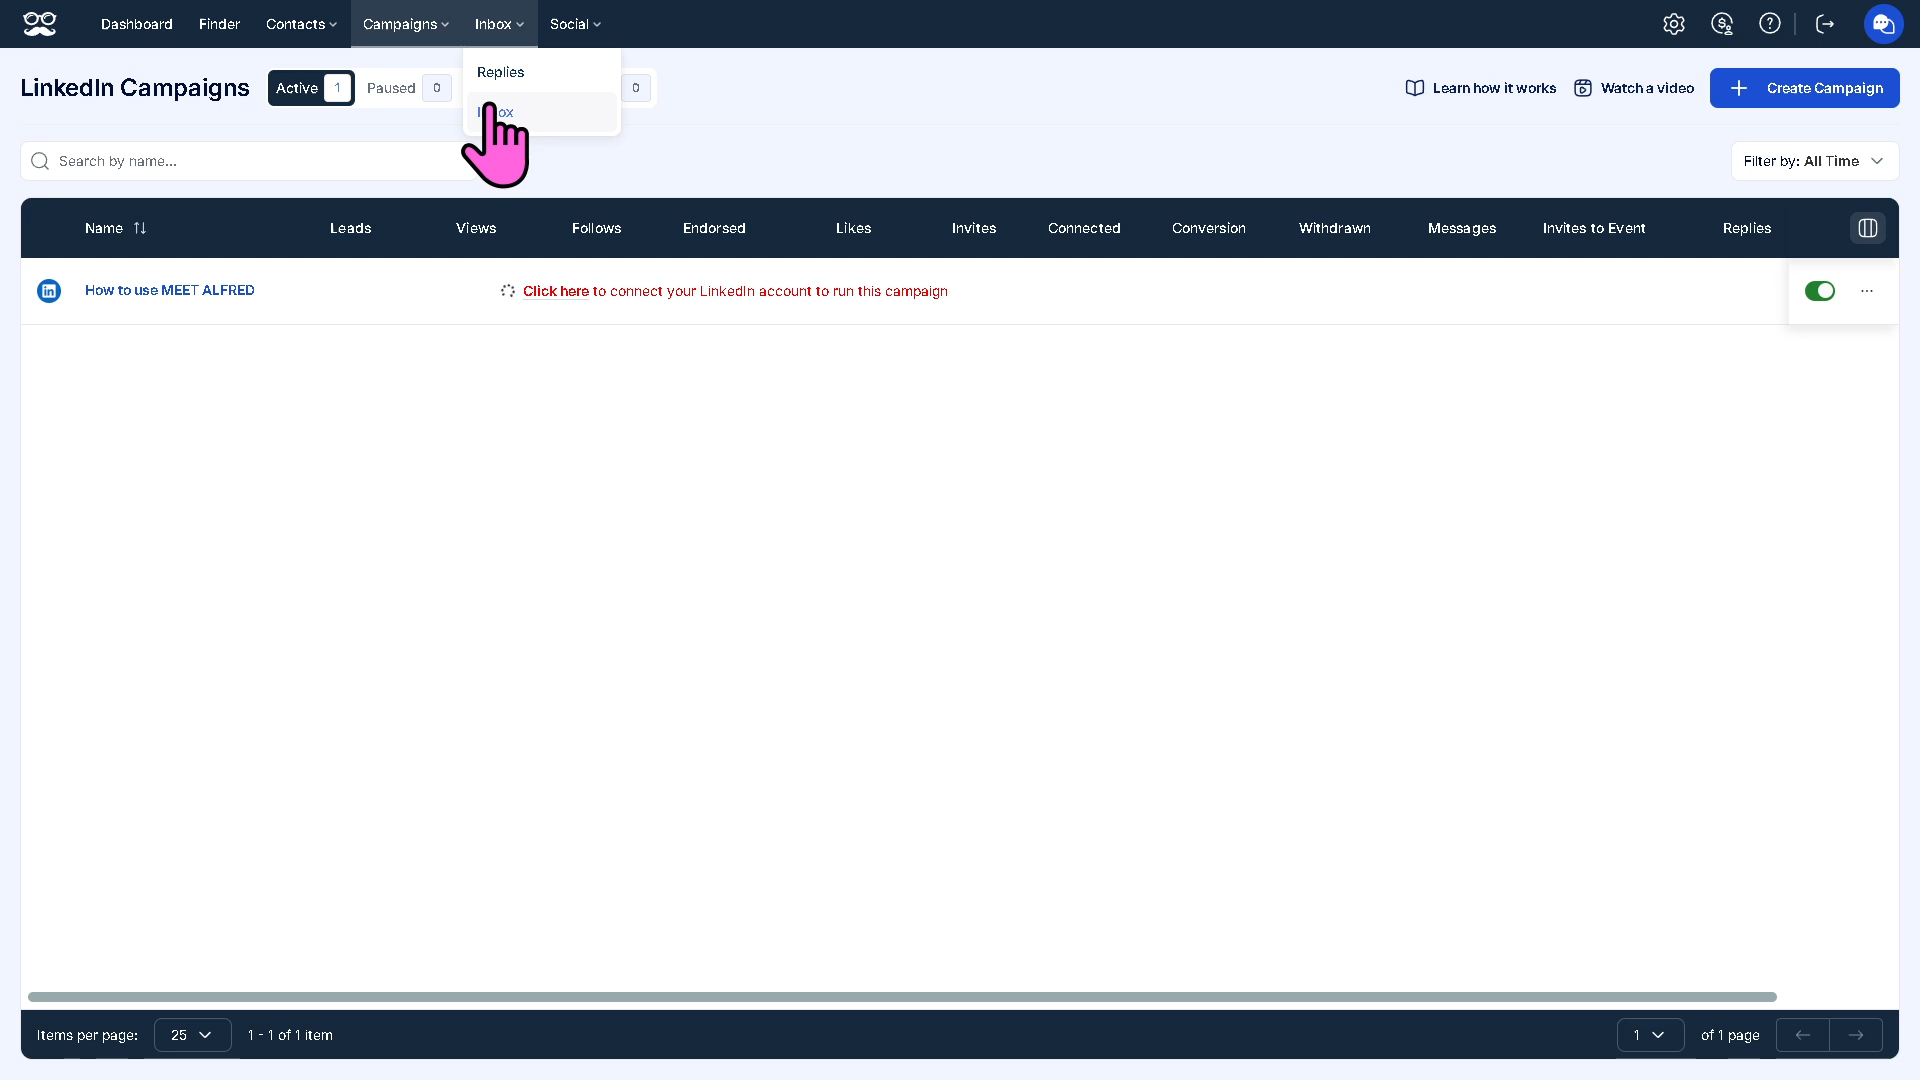 Dashboard Finder Contacts Campaigns Inbox Social
Replies
LinkedIn Campaigns Active 1 Paused 0 0 Learn how it works Watch a video Create Campaign
Search by name... Filter by: All Time
Name Leads Views Follows Endorsed Likes Invites Connected Conversion Withdrawn Messages Invites to Event Replies
in How to use MEET ALFRED Click here to connect your LinkedIn account to run this campaign
Items per page: 25 1 - 1 of 1 item 1 of 1 page